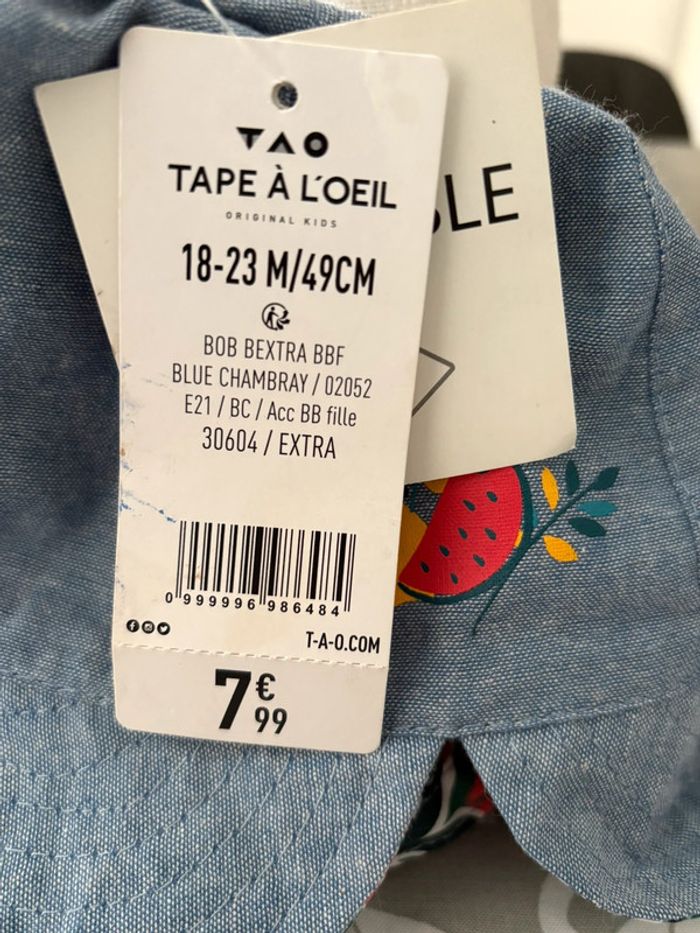 TAO
TAPE À L'OEIL
ORIGINAL KIDS
18-23 M/49CM
BOB BEXTRA BBF
BLUE CHAMBRAY / 02052
E21 / BC / Acc BB fille
30604 / EXTRA
0 999996 986484
T-A-O.COM
7€99
LE